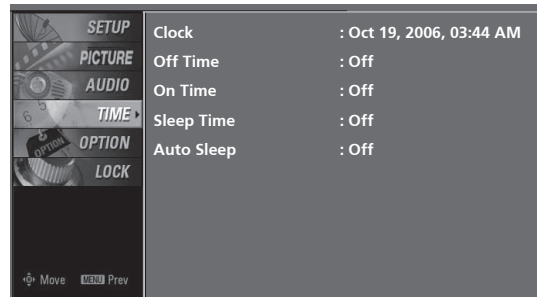 SETUP
PICTURE
AUDIO
TIME
OPTION
OPTION
LOCK
Move MENU Prev
Clock : Oct 19, 2006, 03:44 AM
Off Time : Off
On Time : Off
Sleep Time : Off
Auto Sleep : Off